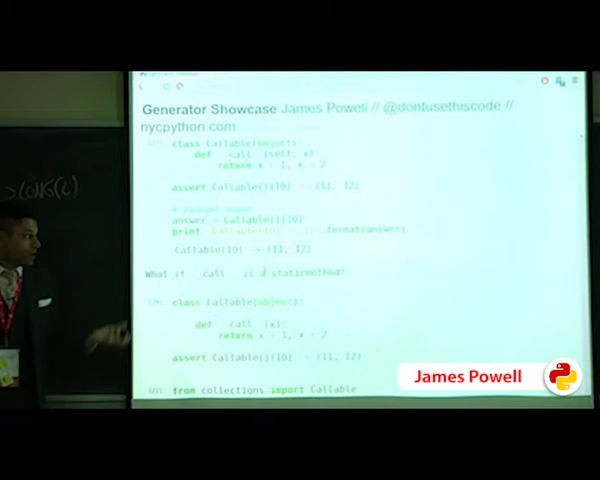 Generator Showcase James Powell // @dontusethiscode //
nycpython.com
class Callable(object):
def __call__(self, x):
return x + 1, x + 2
assert Callable()(10) == (11, 12)
answer = Callable()(10)
print
.format(answer)
Callable(10) -> (11, 12)
What if __call__ is a staticmethod?
class Callable(object):
def __call__(x):
return x + 1, x + 2
assert Callable()(10) == (11, 12)
from collections import Callable
James Powell